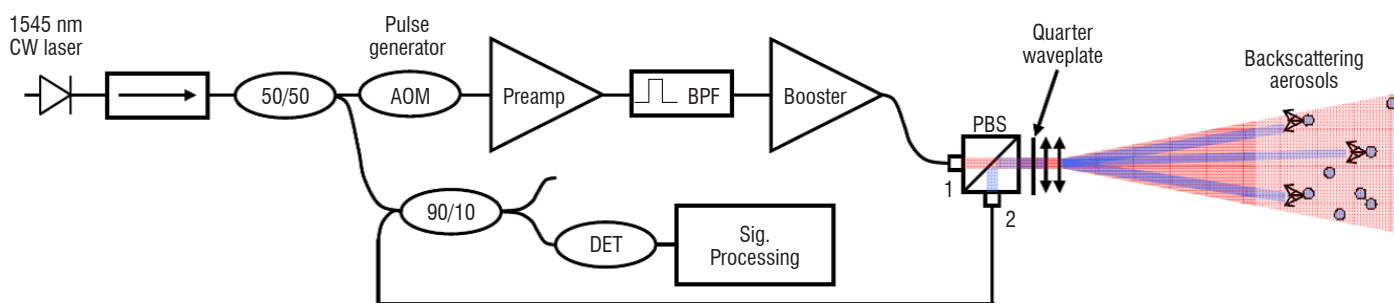 1545 nm
CW laser
50/50
Pulse
generator
AOM
Preamp
BPF
Booster
PBS
1
2
Quarter
waveplate
Backscattering
aerosols
90/10
DET
Sig.
Processing